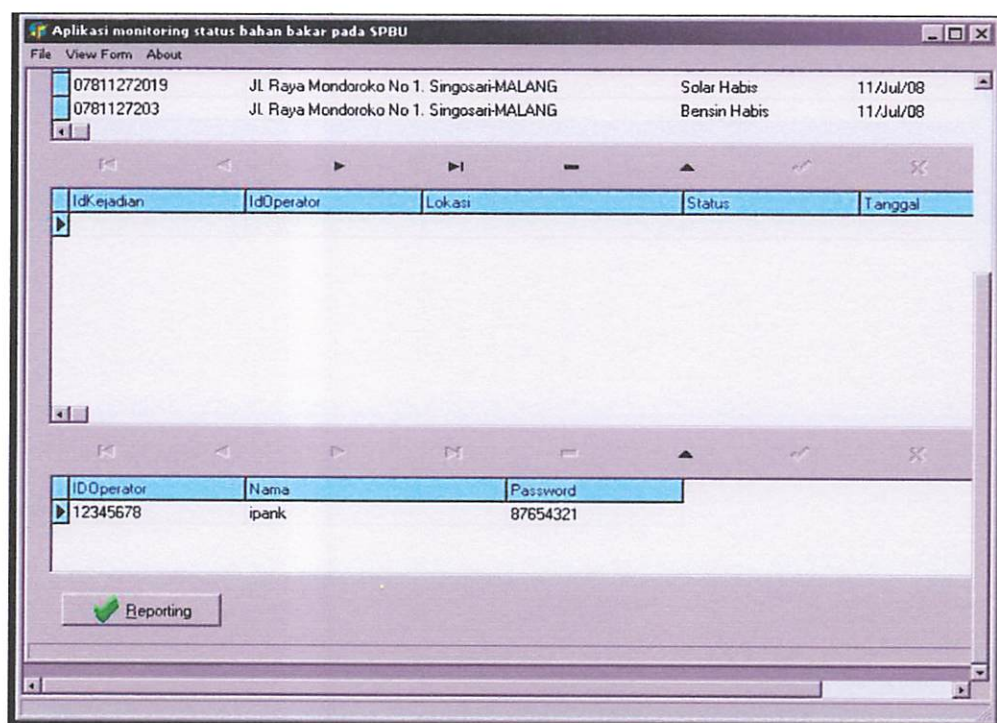 Aplikasi monitoring status bahan bakar pada SPBU
File View Form About
07811272019 Jl. Raya Mondoroko No 1. Singosari-MALANG Solar Habis 11/Jul/08
0781127203 Jl. Raya Mondoroko No 1. Singosari-MALANG Bensin Habis 11/Jul/08
IdKejadian IdOperator Lokasi Status Tanggal
IDOperator Nama Password
12345678 ipank 87654321
Reporting